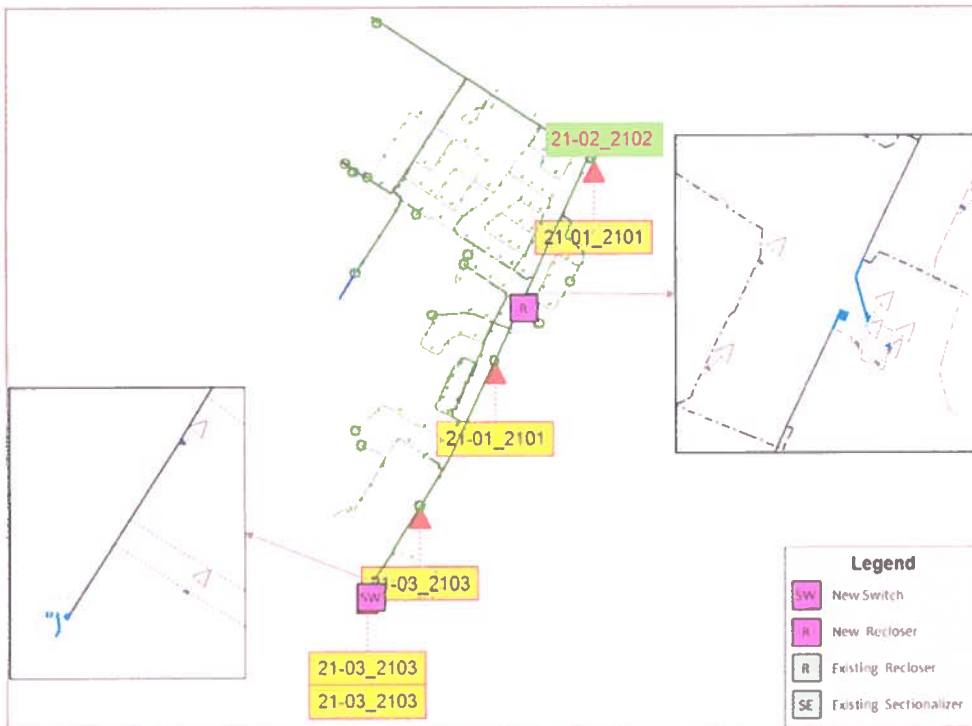 21-02_2102
21-01_2101
R
21-01_2101
21-03_2103
SW
21-03_2103
21-03_2103
Legend
SW New Switch
R New Recloser
R Existing Recloser
SE Existing Sectionalizer